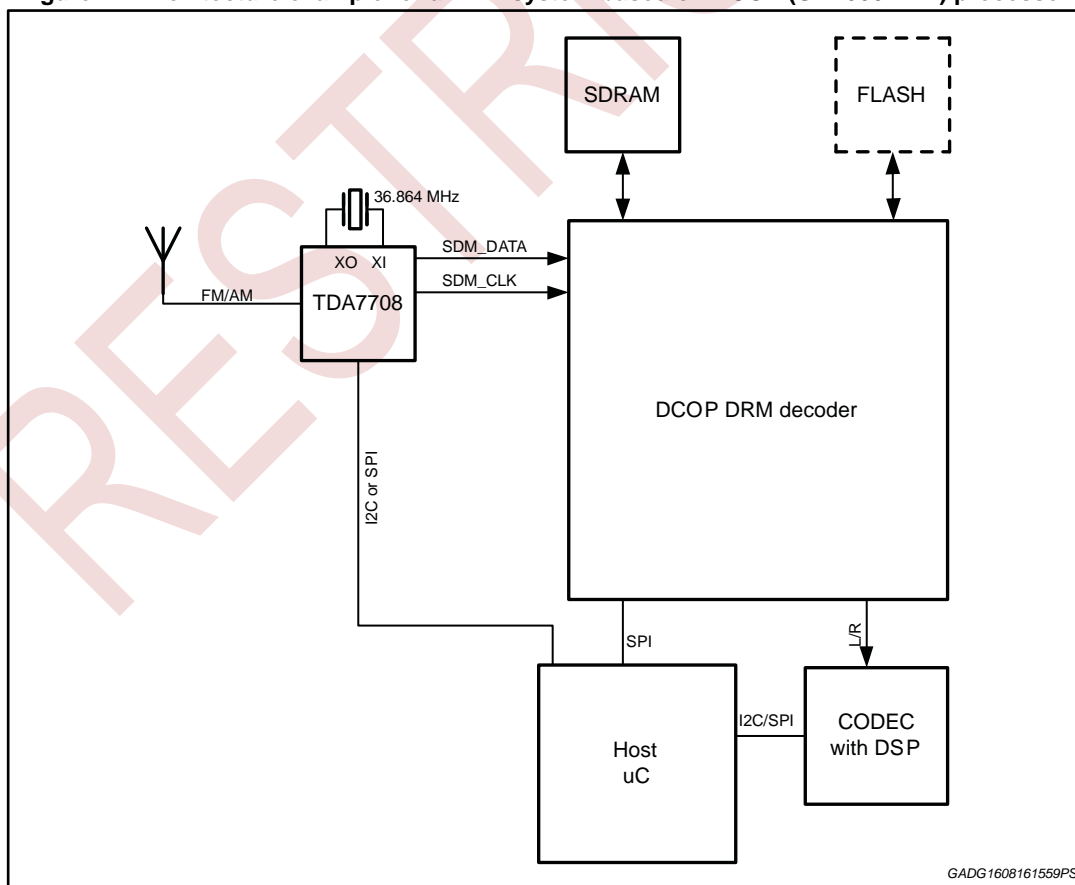 SDRAM
FLASH
36.864 MHz
XO XI
SDM_DATA
SDM_CLK
FM/AM
TDA7708
DCOP DRM decoder
I2C or SPI
SPI
L/R
Host
uC
I2C/SPI
CODEC
with DSP
GADG1608161559PS
RESTRI